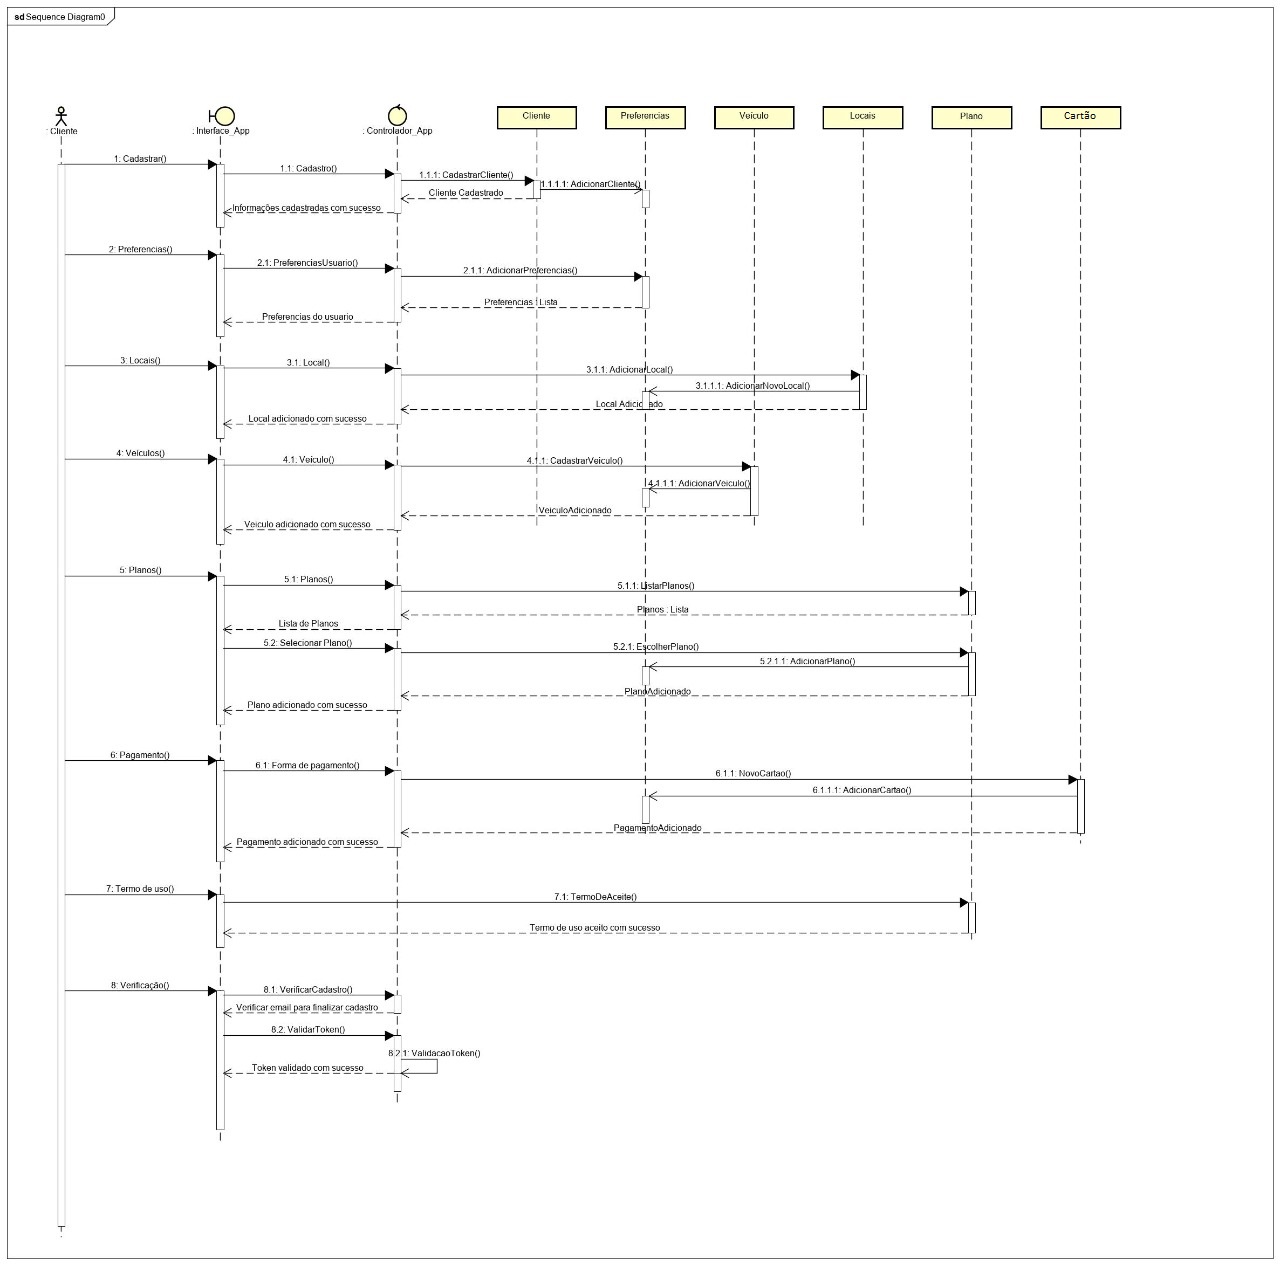 sd Sequence Diagram0
: Cliente
: Interface_App
: Controlador_App
Cliente
Preferencias
Veículo
Locais
Plano
Cartão
1: Cadastrar()
1.1: Cadastro()
1.1.1: CadastrarCliente()
1.1.1.1: AdicionarCliente()
Cliente Cadastrado
Informações cadastradas com sucesso
2: Preferencias()
2.1: PreferenciasUsuario()
2.1.1: AdicionarPreferencias()
Preferencias : Lista
Preferencias do usuario
3: Locais()
3.1: Local()
3.1.1: AdicionarLocal()
3.1.1.1: AdicionarNovoLocal()
Local Adicionado
Local adicionado com sucesso
4: Veículos()
4.1: Veículo()
4.1.1: CadastrarVeiculo()
4.1.1.1: AdicionarVeiculo()
VeiculoAdicionado
Veiculo adicionado com sucesso
5: Planos()
5.1: Planos()
5.1.1: ListarPlanos()
Planos : Lista
Lista de Planos
5.2: Selecionar Plano()
5.2.1: EscolherPlano()
5.2.1.1: AdicionarPlano()
PlanoAdicionado
Plano adicionado com sucesso
6: Pagamento()
6.1: Forma de pagamento()
6.1.1: NovoCartao()
6.1.1.1: AdicionarCartao()
PagamentoAdicionado
Pagamento adicionado com sucesso
7: Termo de uso()
7.1: TermoDeAceite()
Termo de uso aceito com sucesso
8: Verificação()
8.1: VerificarCadastro()
Verificar email para finalizar cadastro
8.2: ValidarToken()
8.2.1: ValidacaoToken()
Token validado com sucesso